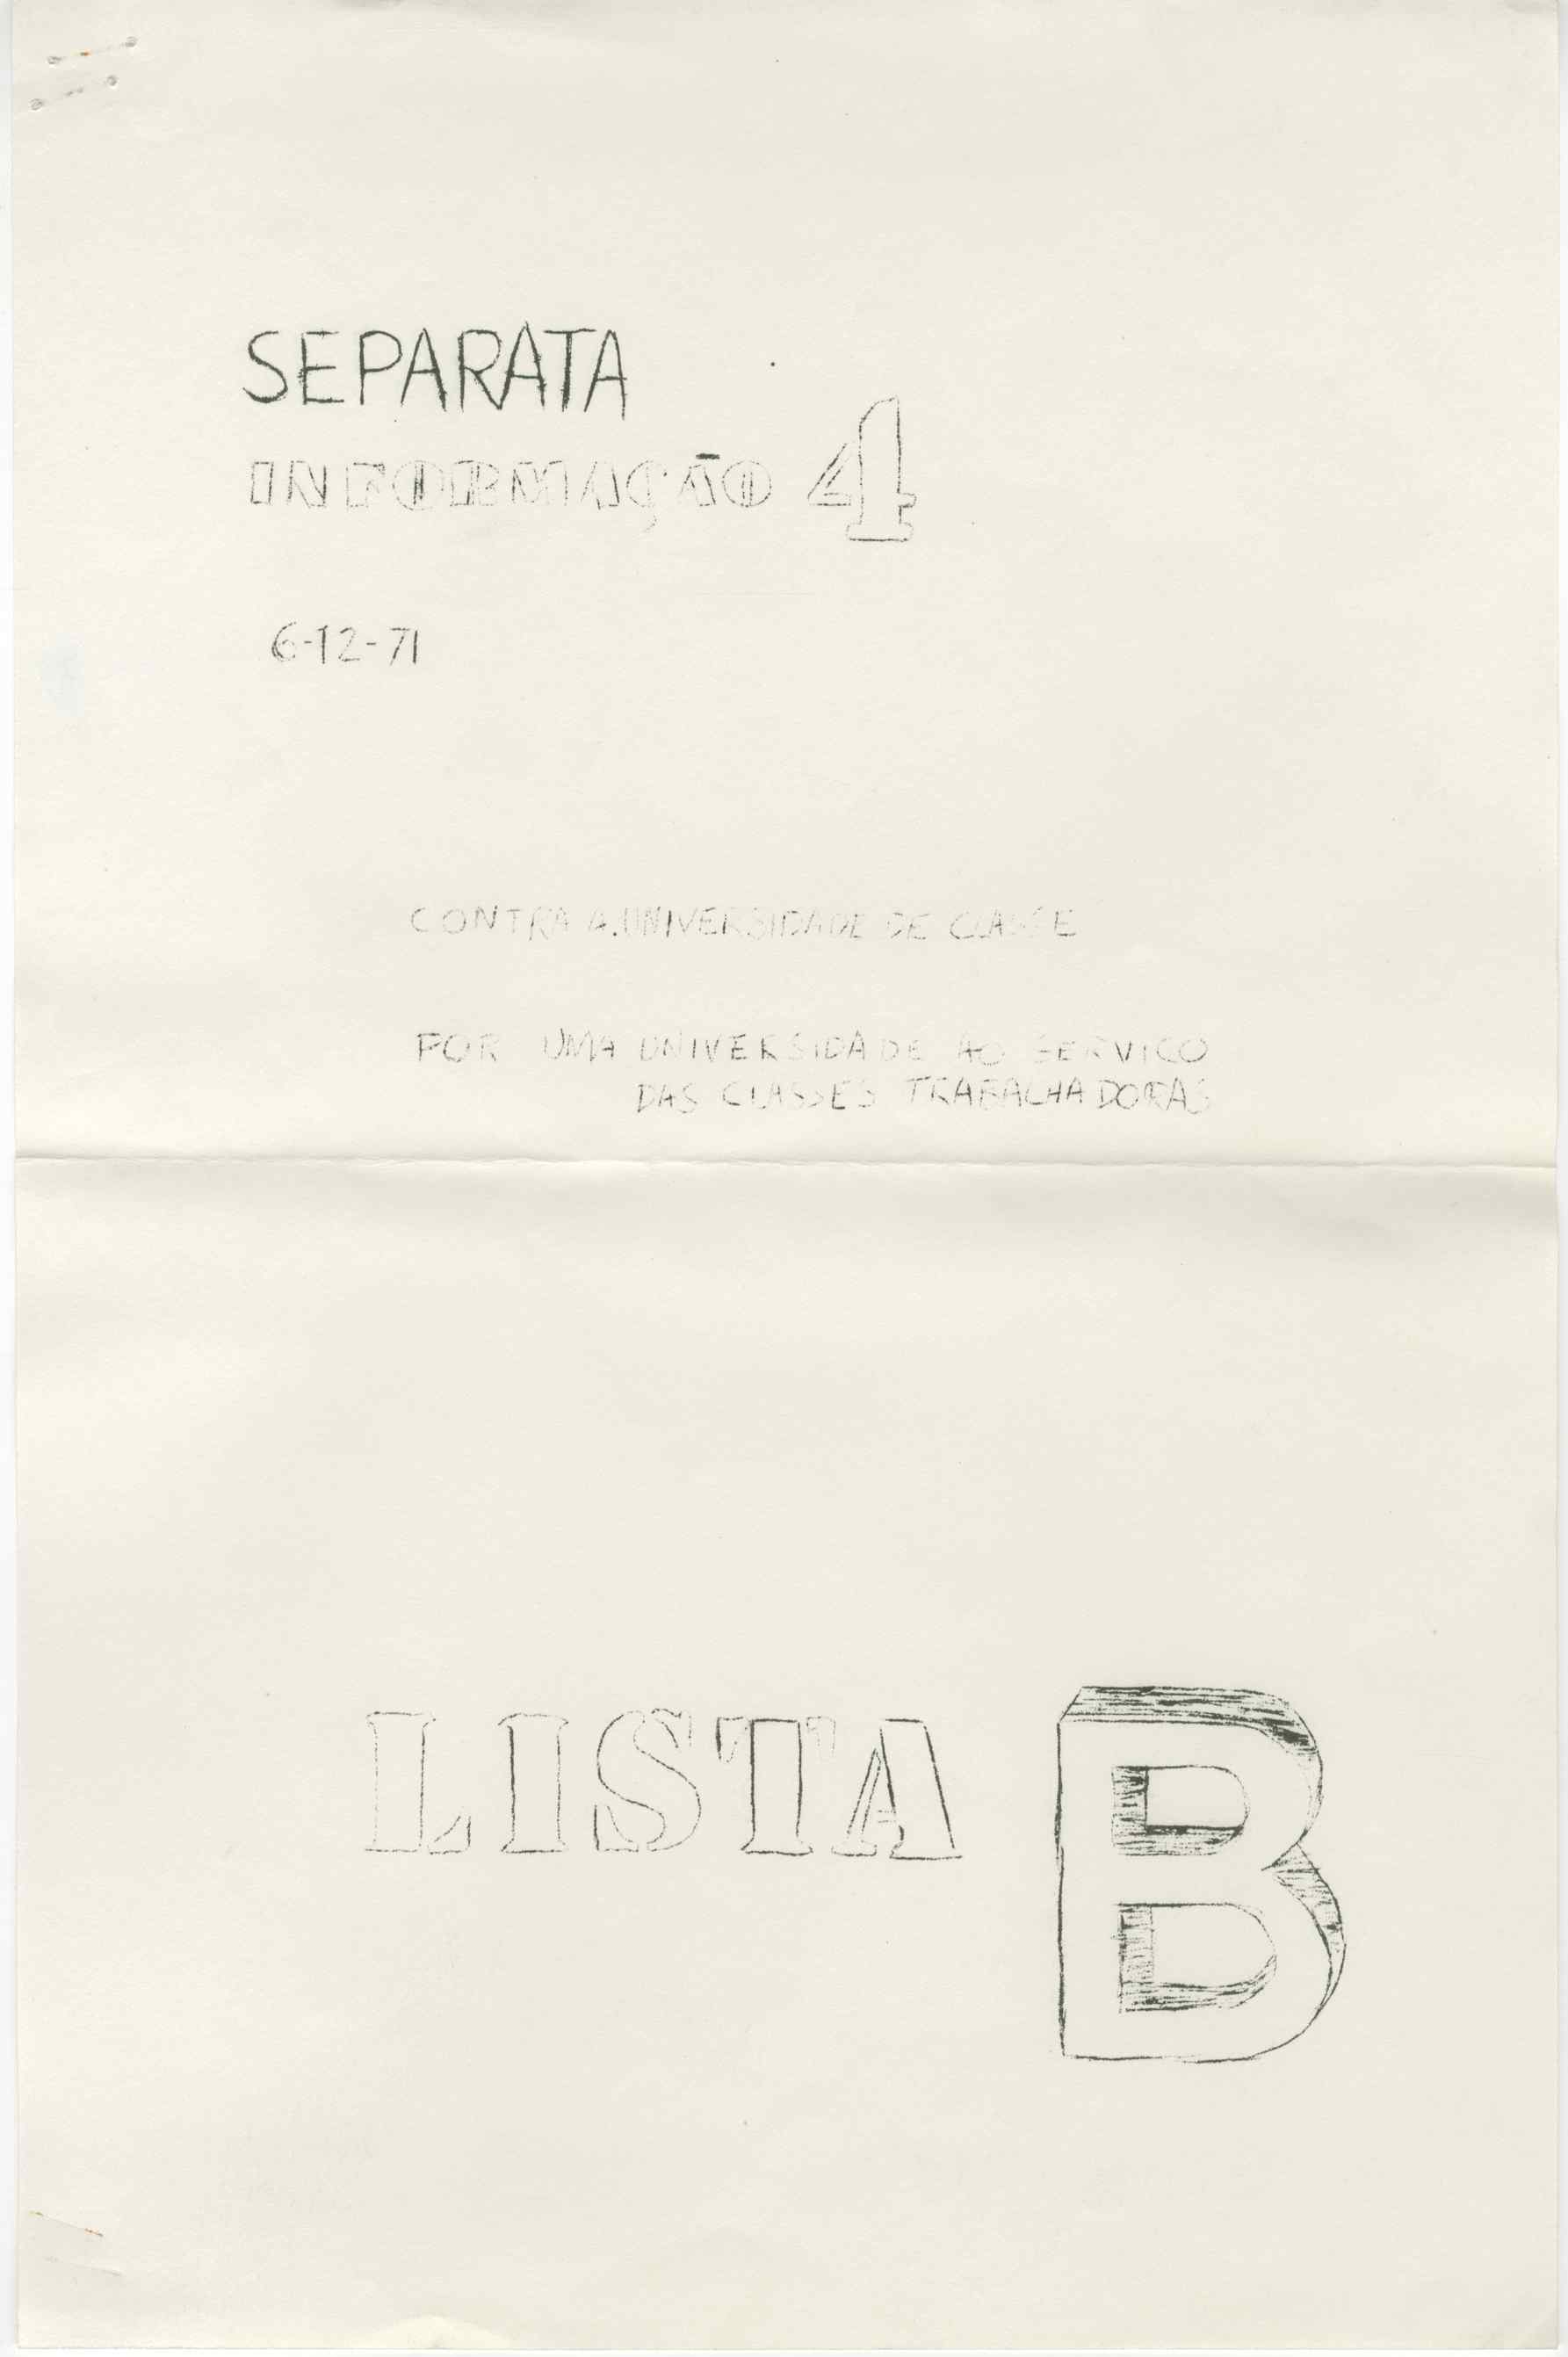 SEPARATA
INFORMAÇÃO 4
6-12-71
CONTRA A UNIVERSIDADE DE CLASSE
POR UMA UNIVERSIDADE AO SERVIÇO
DAS CLASSES TRABALHADORAS
LISTA B